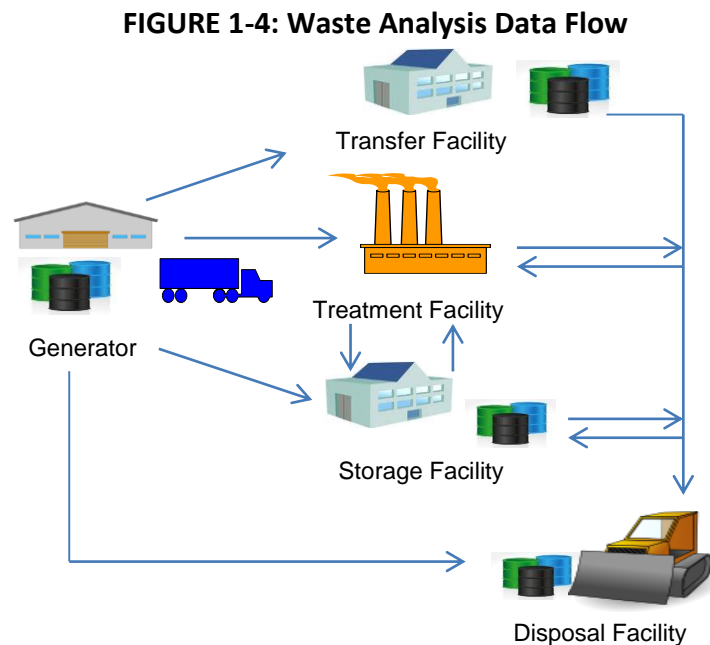 FIGURE 1-4: Waste Analysis Data Flow
Transfer Facility
Treatment Facility
Generator
Storage Facility
Disposal Facility